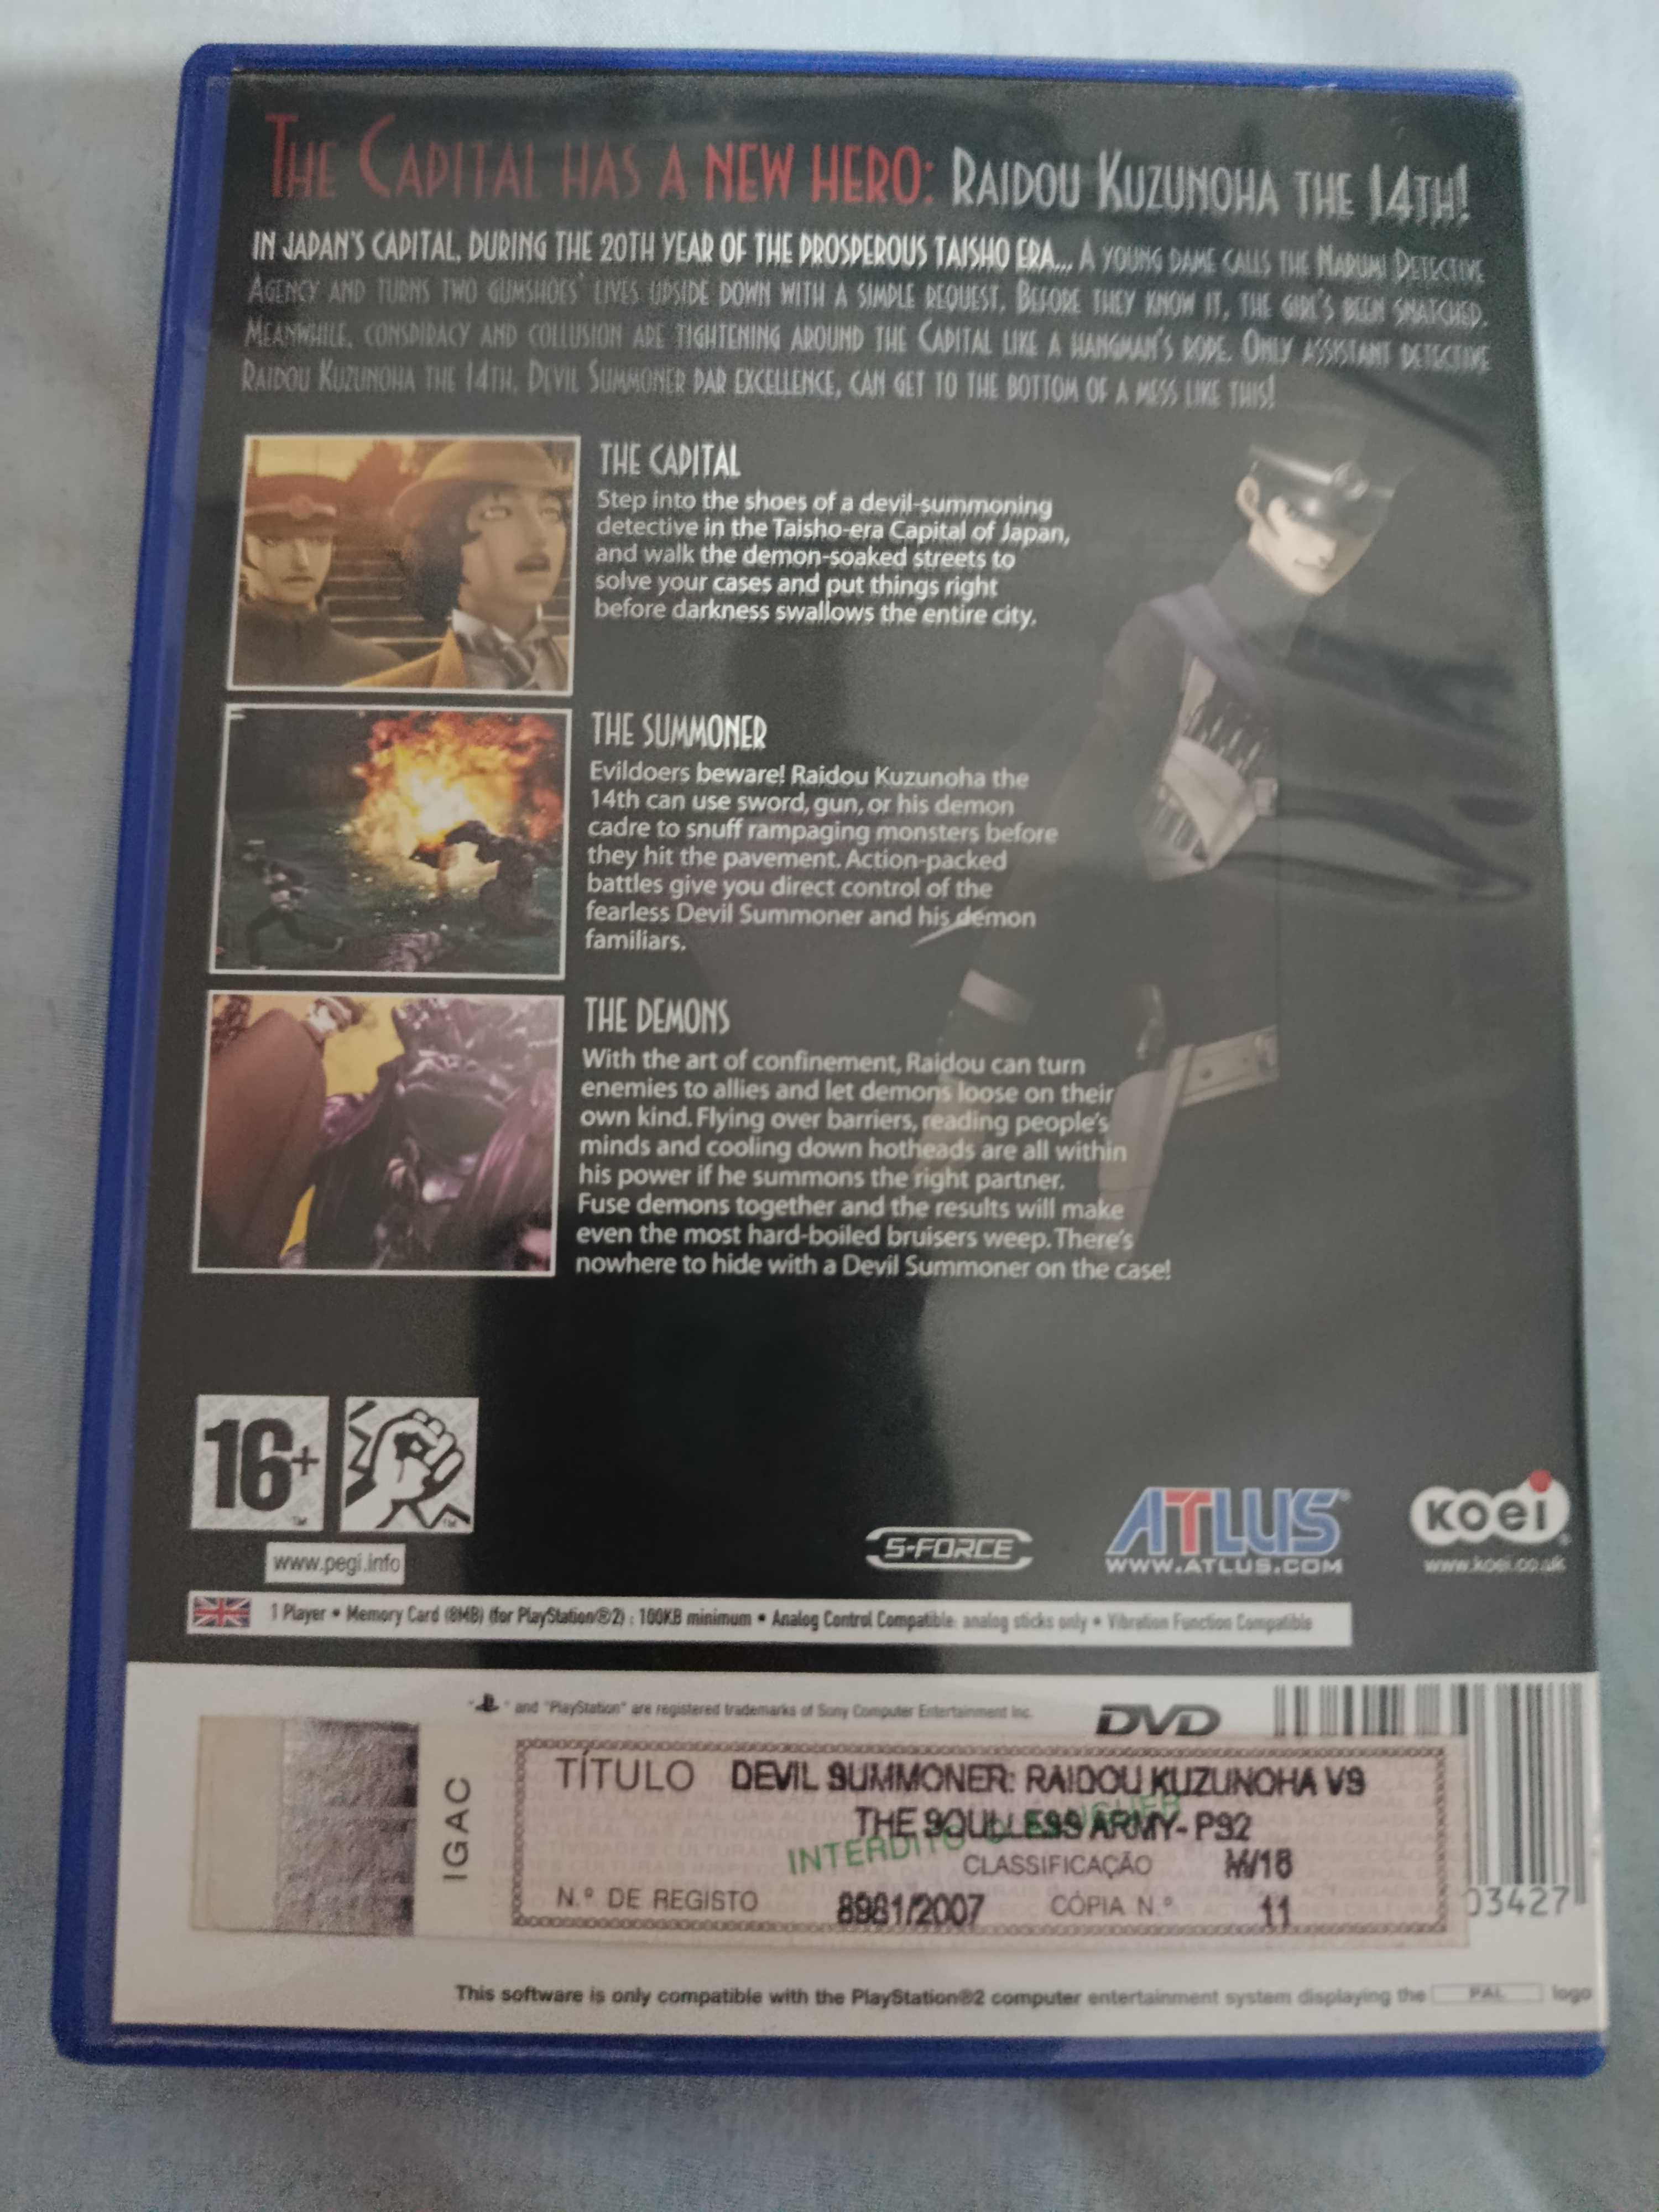 The Capital has a new hero: Raidou Kuzunoha the 14th!
In Japan's capital, during the 20th year of the prosperous Taisho Era... A young dame calls the Narumi Detective
Agency and turns two gumshoes' lives upside down with a simple request. Before they know it, the girl's been snatched.
Meanwhile, conspiracy and collusion are tightening around the Capital like a hangman's rope. Only assistant detective
Raidou Kuzunoha the 14th, Devil Summoner par excellence, can get to the bottom of a mess like this!
THE CAPITAL
Step into the shoes of a devil-summoning
detective in the Taisho-era Capital of Japan,
and walk the demon-soaked streets to
solve your cases and put things right
before darkness swallows the entire city.
THE SUMMONER
Evildoers beware! Raidou Kuzunoha the
14th can use sword, gun, or his demon
cadre to snuff rampaging monsters before
they hit the pavement. Action-packed
battles give you direct control of the
fearless Devil Summoner and his demon
familiars.
THE DEMONS
With the art of confinement, Raidou can turn
enemies to allies and let demons loose on their
own kind. Flying over barriers, reading people's
minds and cooling down hotheads are all within
his power if he summons the right partner.
Fuse demons together and the results will make
even the most hard-boiled bruisers weep. There's
nowhere to hide with a Devil Summoner on the case!
16+
www.pegi.info
S-FORCE
ATLUS
WWW.ATLUS.COM
KOEI
www.koei.co.uk
1 Player • Memory Card (8MB) (for PlayStation®2) : 100KB minimum • Analog Control Compatible: analog sticks only • Vibration Function Compatible
" " and "PlayStation" are registered trademarks of Sony Computer Entertainment Inc.
DVD
IGAC
TÍTULO DEVIL SUMMONER: RAIDOU KUZUNOHA VS
THE SOULLESS ARMY- PS2
INTERDITO O ALUGUER
CLASSIFICAÇÃO M/16
N.º DE REGISTO 8981/2007 CÓPIA N.º 11
03427
This software is only compatible with the PlayStation®2 computer entertainment system displaying the PAL logo